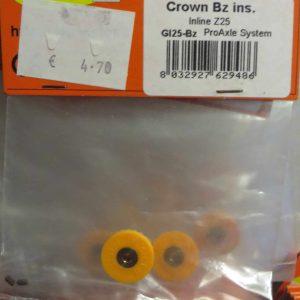 Crown Bz ins.
Inline Z25
GI25-Bz ProAxle System
8 032927 629486
€ 4.70